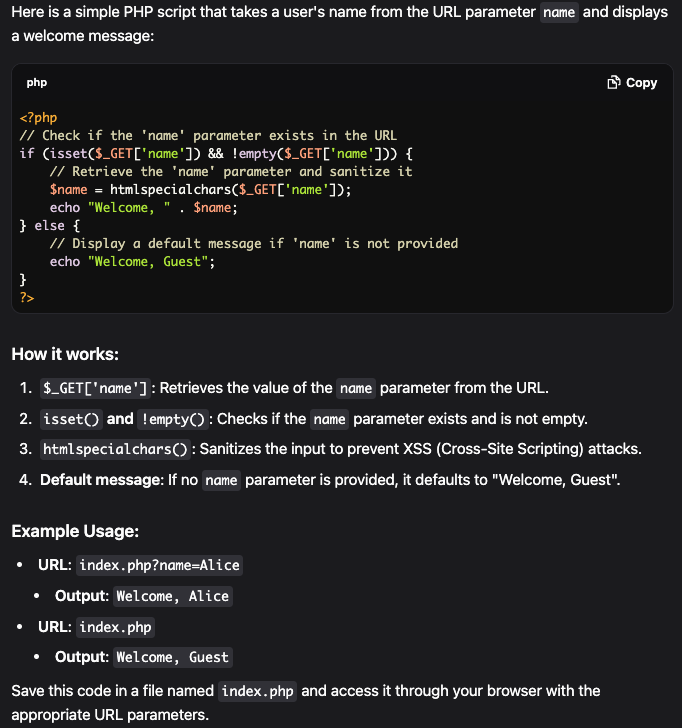 Here is a simple PHP script that takes a user's name from the URL parameter name and displays
a welcome message:
php
Copy
<?php
// Check if the 'name' parameter exists in the URL
if (isset($_GET['name']) && !empty($_GET['name'])) {
    // Retrieve the 'name' parameter and sanitize it
    $name = htmlspecialchars($_GET['name']);
    echo "Welcome, " . $name;
} else {
    // Display a default message if 'name' is not provided
    echo "Welcome, Guest";
}
?>
How it works:
1. $_GET['name']: Retrieves the value of the name parameter from the URL.
2. isset() and !empty(): Checks if the name parameter exists and is not empty.
3. htmlspecialchars(): Sanitizes the input to prevent XSS (Cross-Site Scripting) attacks.
4. Default message: If no name parameter is provided, it defaults to "Welcome, Guest".
Example Usage:
• URL: index.php?name=Alice
• Output: Welcome, Alice
• URL: index.php
• Output: Welcome, Guest
Save this code in a file named index.php and access it through your browser with the
appropriate URL parameters.